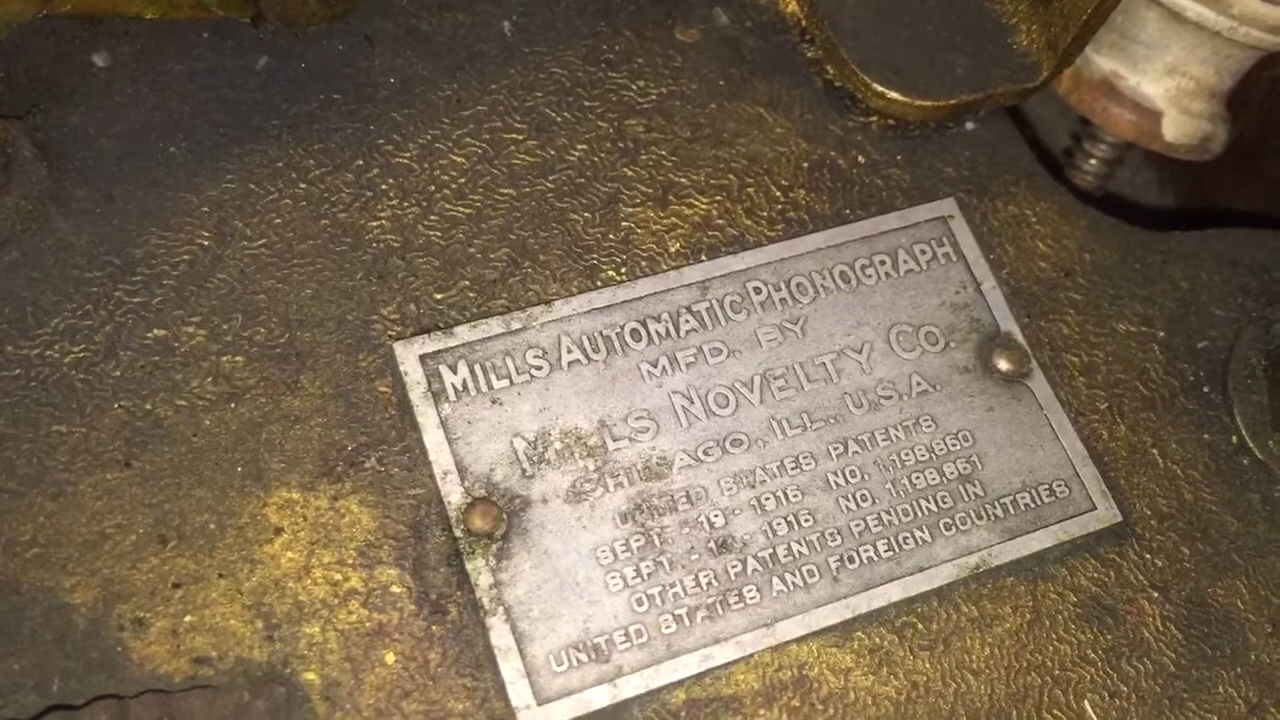 MILLS AUTOMATIC PHONOGRAPH
MFD. BY
MILLS NOVELTY CO.
CHICAGO, ILL., U.S.A.
UNITED STATES PATENTS
SEPT. - 19 - 1916 NO. 1,198,860
SEPT. - 19 - 1916 NO. 1,198,861
OTHER PATENTS PENDING IN
UNITED STATES AND FOREIGN COUNTRIES